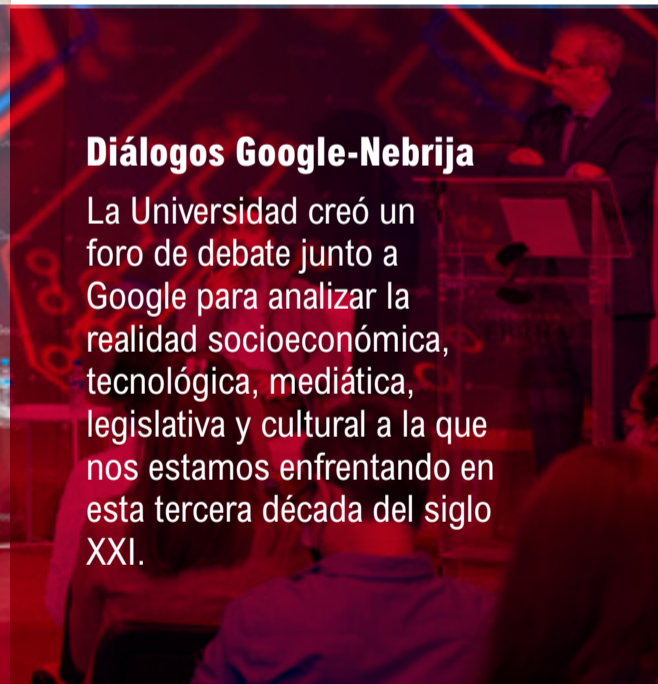 Diálogos Google-Nebrija
La Universidad creó un
foro de debate junto a
Google para analizar la
realidad socioeconómica,
tecnológica, mediática,
legislativa y cultural a la que
nos estamos enfrentando en
esta tercera década del siglo
XXI.